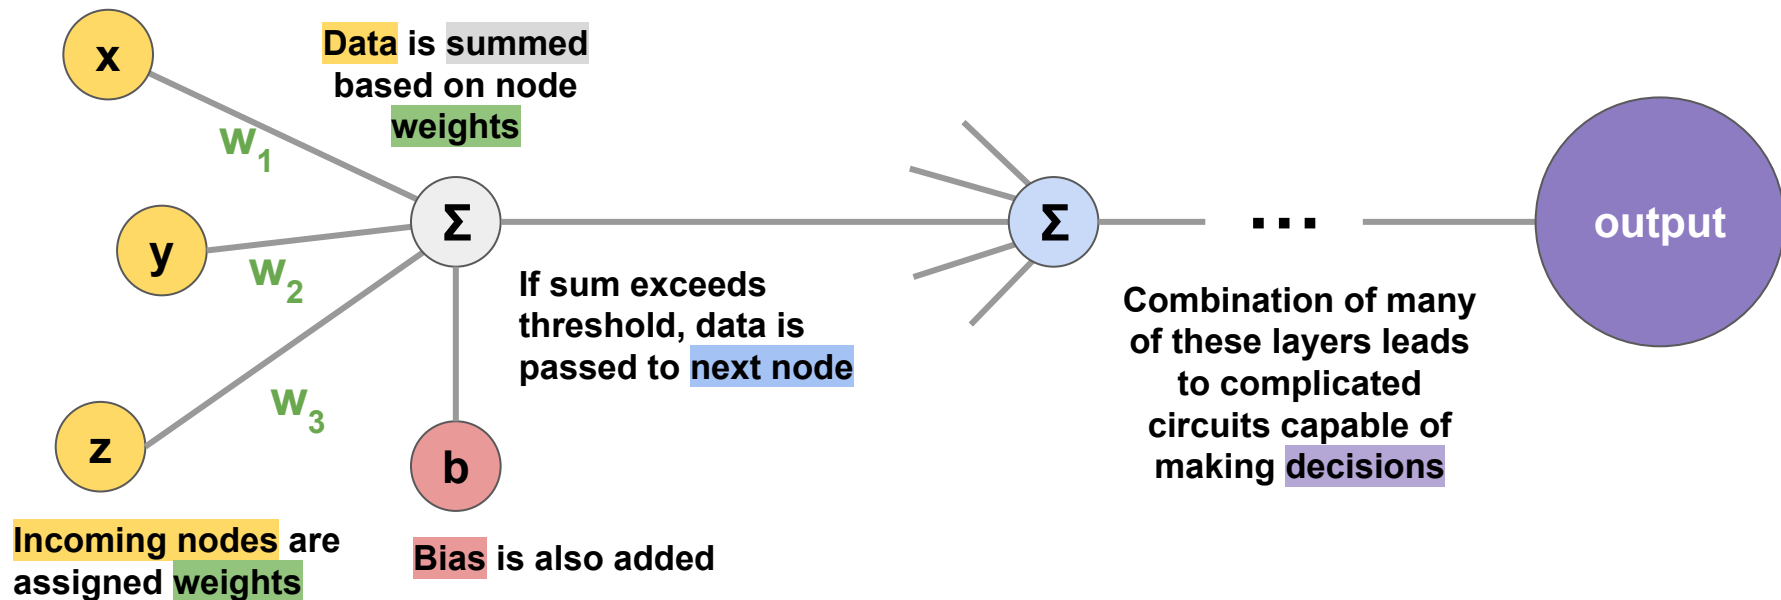 x
Data is summed
based on node
weights
w1
Σ
Σ
...
output
y
w2
If sum exceeds
threshold, data is
passed to next node
Combination of many
of these layers leads
to complicated
circuits capable of
making decisions
w3
z
b
Incoming nodes are
assigned weights
Bias is also added